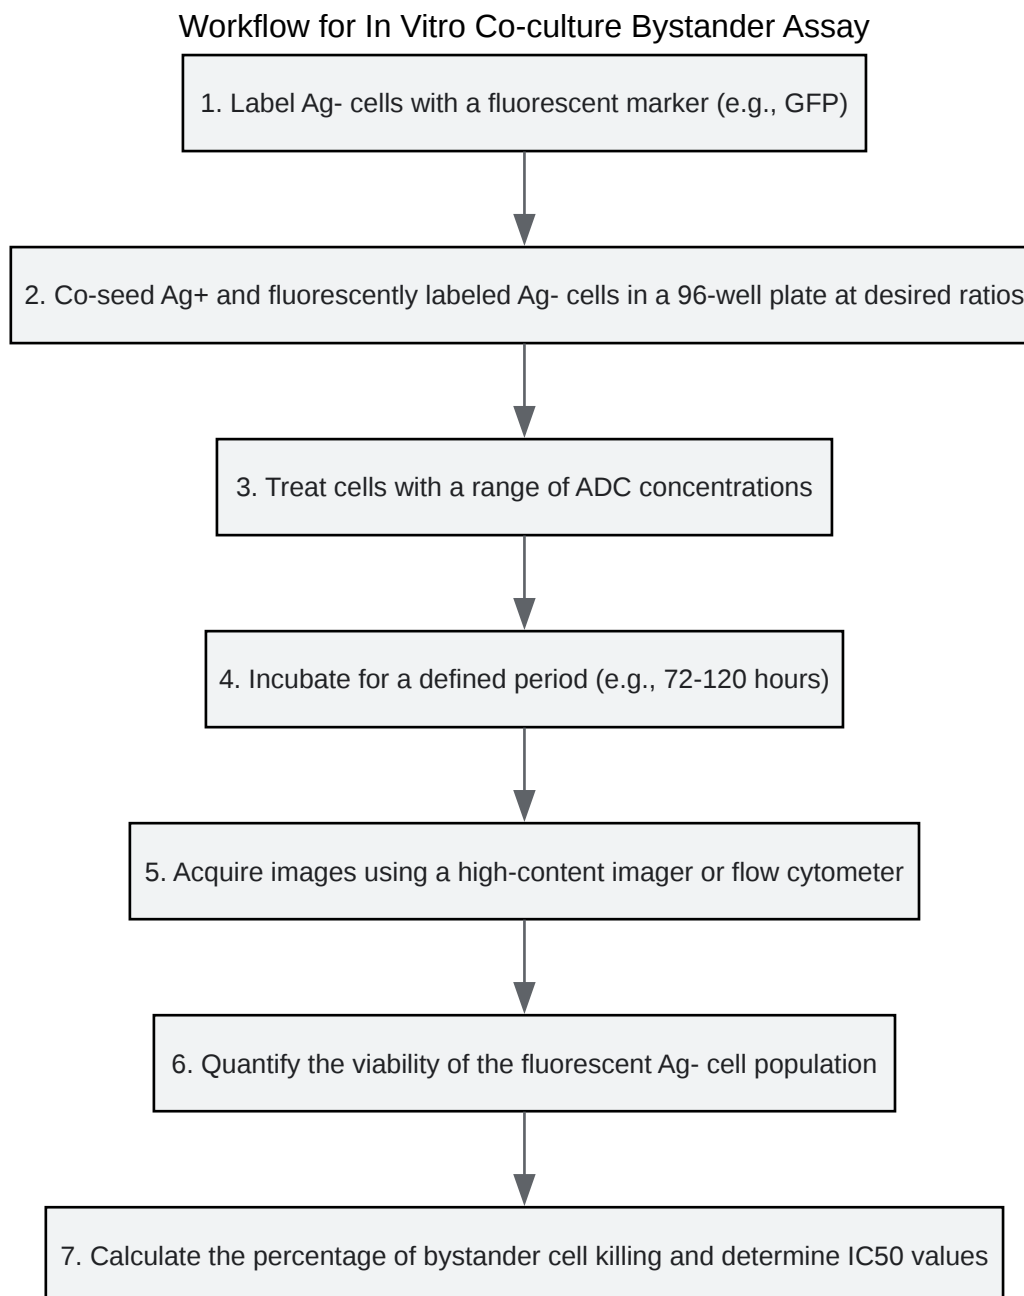 Workflow for In Vitro Co-culture Bystander Assay
1. Label Ag- cells with a fluorescent marker (e.g., GFP)
2. Co-seed Ag+ and fluorescently labeled Ag- cells in a 96-well plate at desired ratios
3. Treat cells with a range of ADC concentrations
4. Incubate for a defined period (e.g., 72-120 hours)
5. Acquire images using a high-content imager or flow cytometer
6. Quantify the viability of the fluorescent Ag- cell population
7. Calculate the percentage of bystander cell killing and determine IC50 values